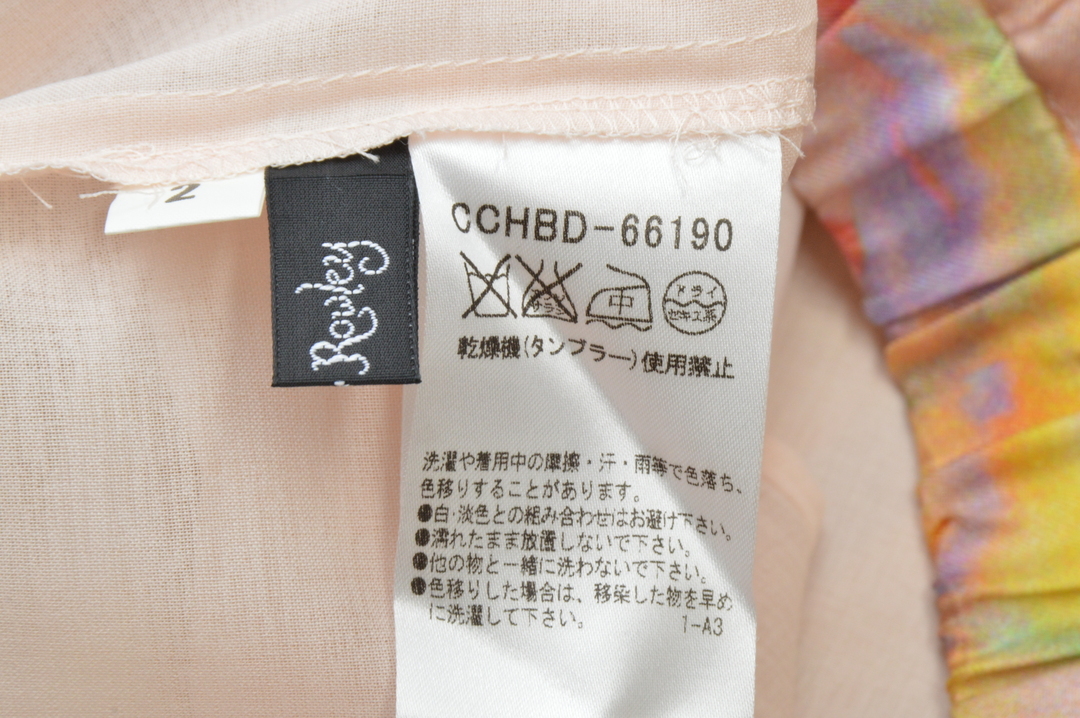 N
Rowley
CCHBD-66190
エンソ サラシ
中
ドライ
セキユ系
乾燥機(タンブラー)使用禁止
洗濯や着用中の摩擦・汗・雨等で色落ち、
色移りすることがあります。
●白・淡色との組み合わせはお避け下さい。
●濡れたまま放置しないで下さい。
●他の物と一緒に洗わないで下さい。
●色移りした場合は、移染した物を早め
に洗濯して下さい。
1-A3